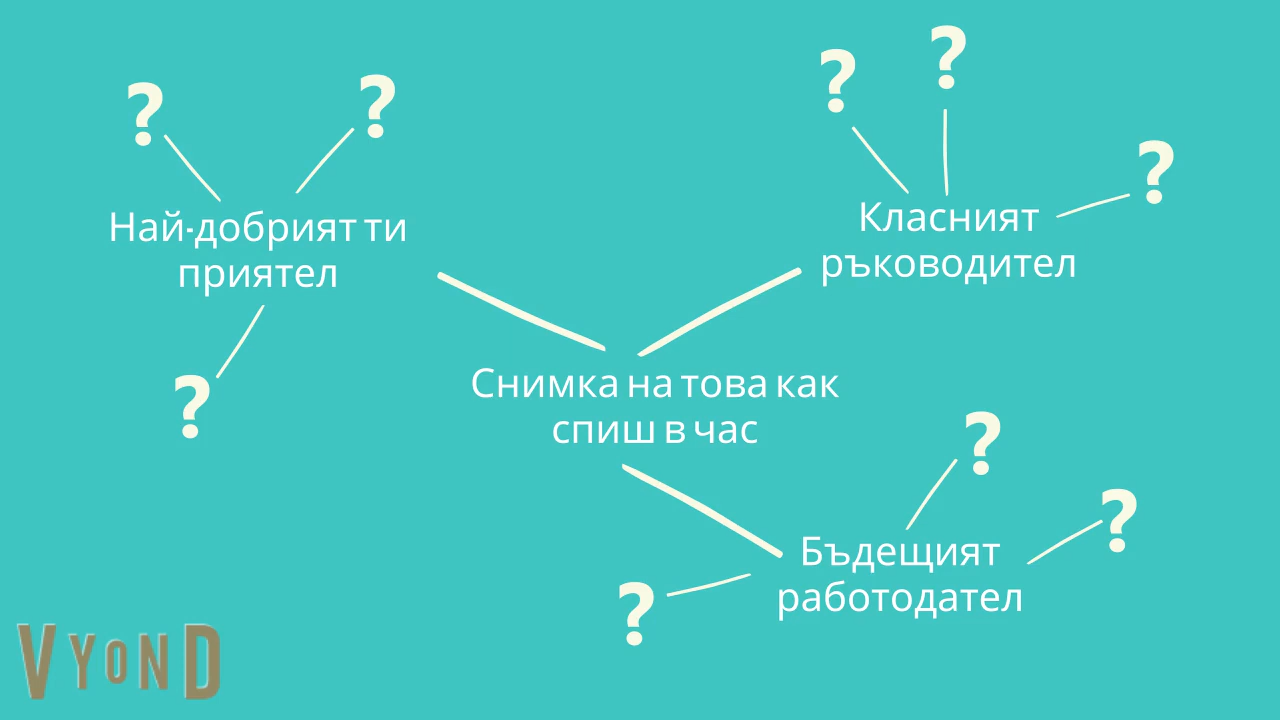 ?
?
?
?
?
Най-добрият ти
приятел
?
Класният
ръководител
?
Снимка на това как
спиш в час
?
?
Бъдещият
работодател
?
VYOND